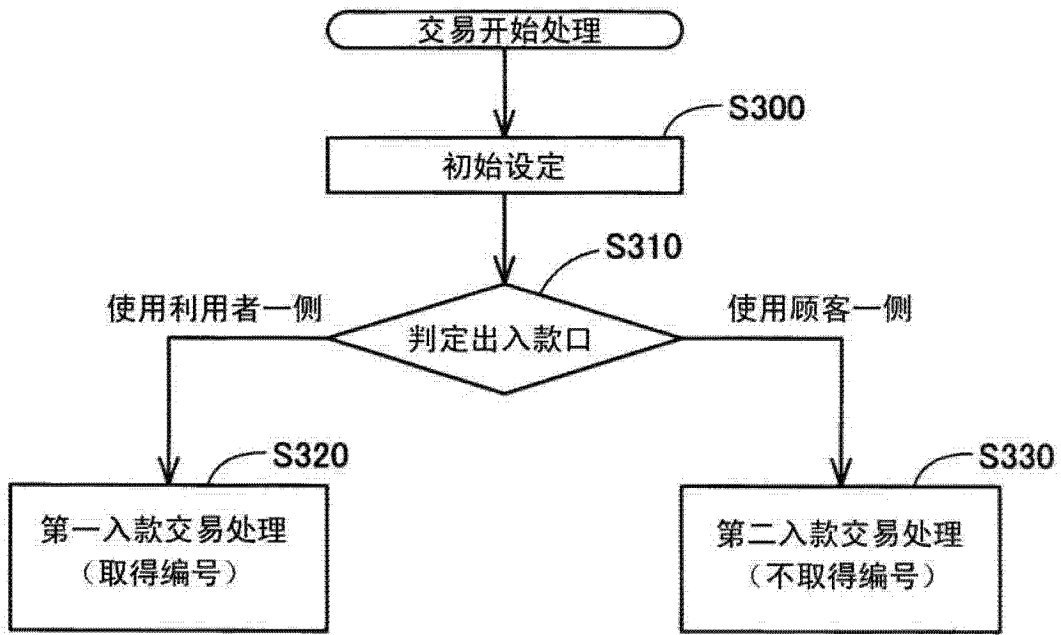 交易开始处理
S300
初始设定
S310
使用利用者一侧
使用顾客一侧
判定出入款口
S320
S330
第一入款交易处理
（取得编号）
第二入款交易处理
（不取得编号）